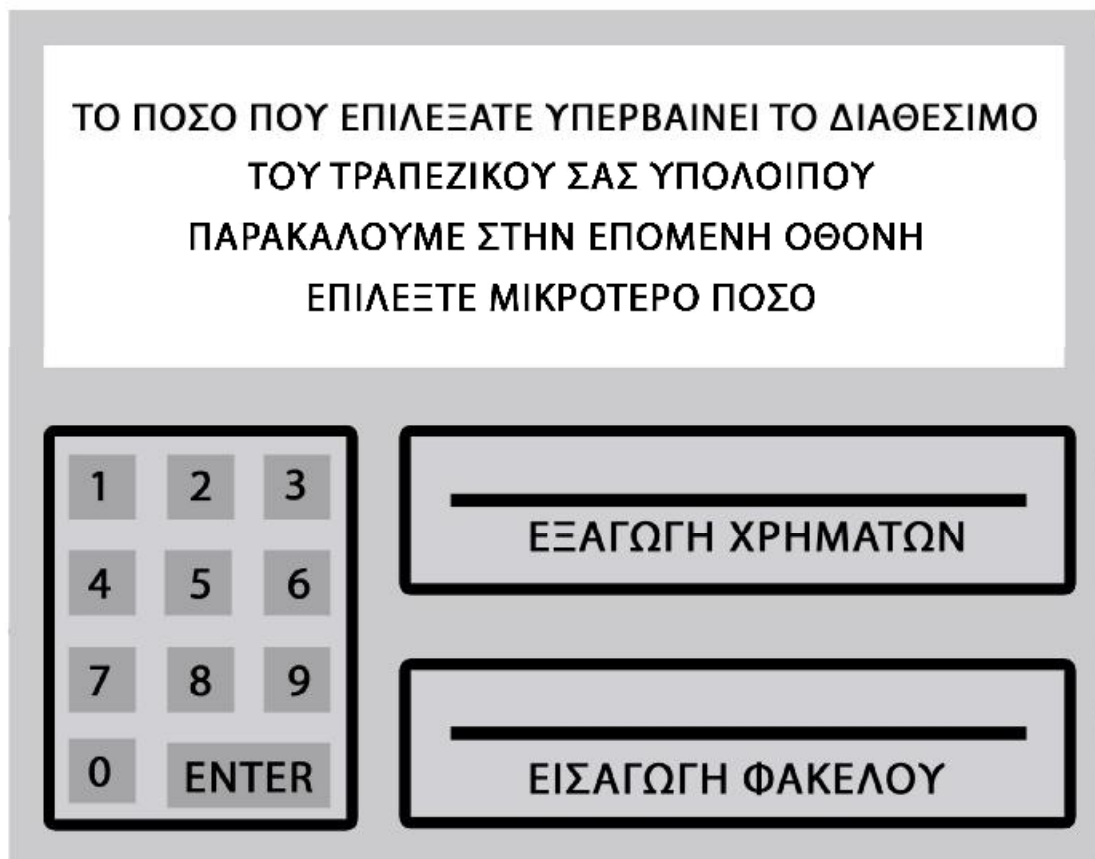 ΤΟ ΠΟΣΟ ΠΟΥ ΕΠΙΛΕΞΑΤΕ ΥΠΕΡΒΑΙΝΕΙ ΤΟ ΔΙΑΘΕΣΙΜΟ
ΤΟΥ ΤΡΑΠΕΖΙΚΟΥ ΣΑΣ ΥΠΟΛΟΙΠΟΥ
ΠΑΡΑΚΑΛΟΥΜΕ ΣΤΗΝ ΕΠΟΜΕΝΗ ΟΘΟΝΗ
ΕΠΙΛΕΞΤΕ ΜΙΚΡΟΤΕΡΟ ΠΟΣΟ
1 2 3
4 5 6
7 8 9
0 ENTER
ΕΞΑΓΩΓΗ ΧΡΗΜΑΤΩΝ
ΕΙΣΑΓΩΓΗ ΦΑΚΕΛΟΥ